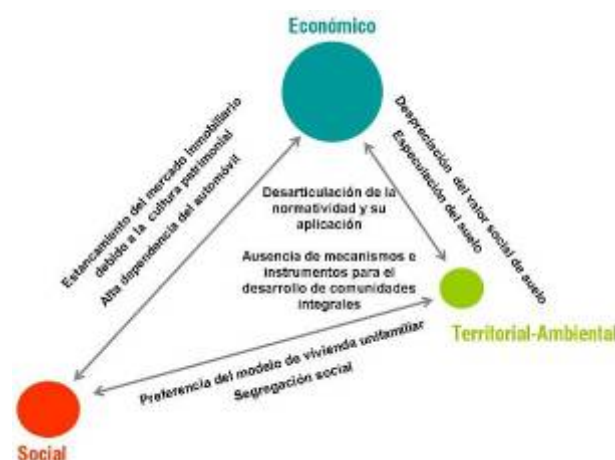 Económico
Estancamiento del mercado inmobiliario
debido a la cultura patrimonial
Alta dependencia del automóvil
Depreciación del valor social de suelo
Especulación del suelo
Desarticulación de la
normatividad y su
aplicación
Ausencia de mecanismos e
instrumentos para el
desarrollo de comunidades
integrales
Territorial-Ambiental
Preferencia del modelo de vivienda unifamiliar
Segregación social
Social